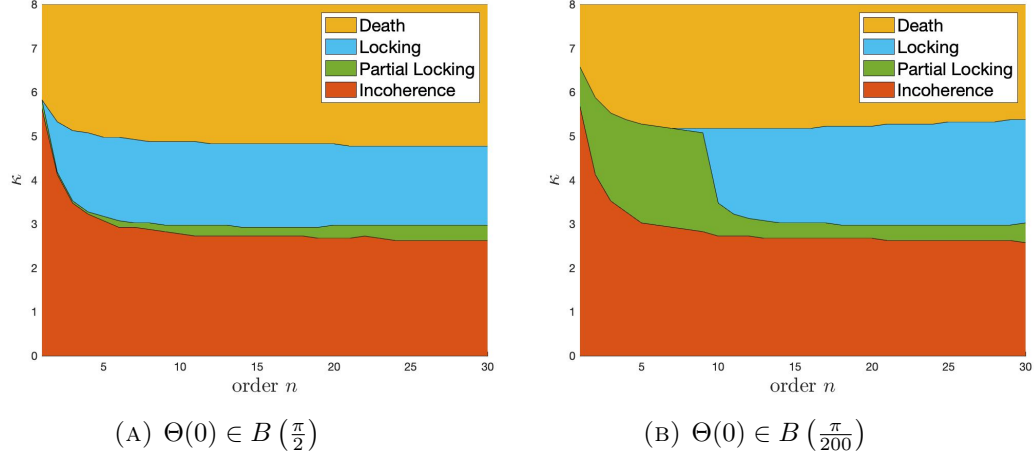 8
7
6
5
4
3
2
1
0
κ
5
10
15
20
25
30
order n
Death
Locking
Partial Locking
Incoherence
(A) Θ(0) ∈ B (π/2)
8
7
6
5
4
3
2
1
0
κ
5
10
15
20
25
30
order n
Death
Locking
Partial Locking
Incoherence
(B) Θ(0) ∈ B (π/200)